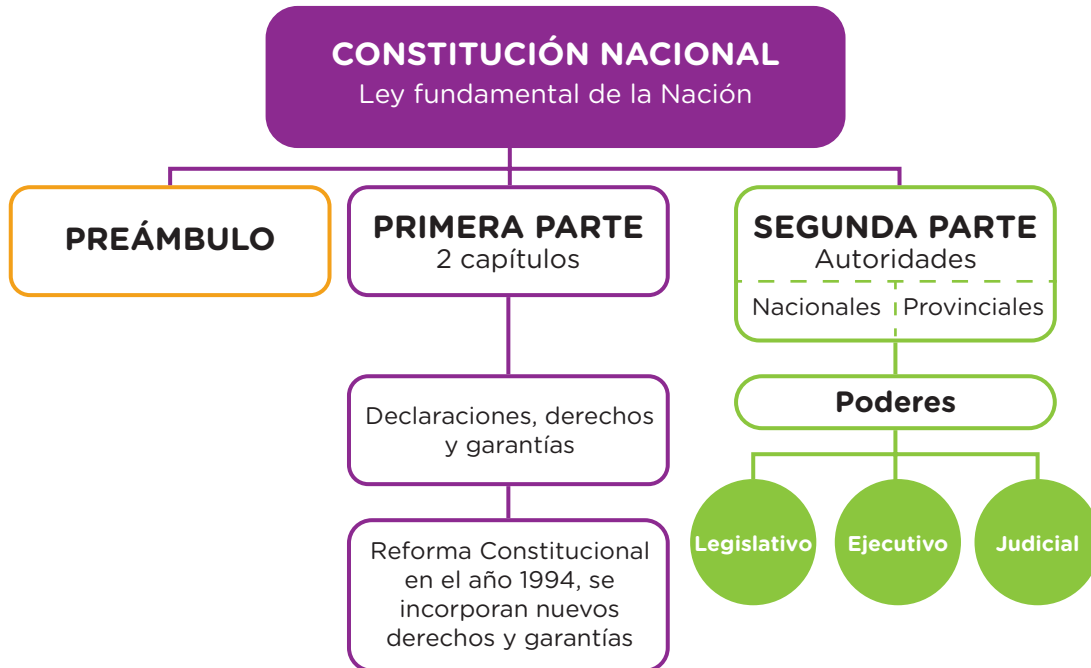 CONSTITUCIÓN NACIONAL
Ley fundamental de la Nación
PREÁMBULO
PRIMERA PARTE
2 capítulos
SEGUNDA PARTE
Autoridades
Nacionales
Provinciales
Declaraciones, derechos
y garantías
Poderes
Legislativo
Ejecutivo
Judicial
Reforma Constitucional
en el año 1994, se
incorporan nuevos
derechos y garantías